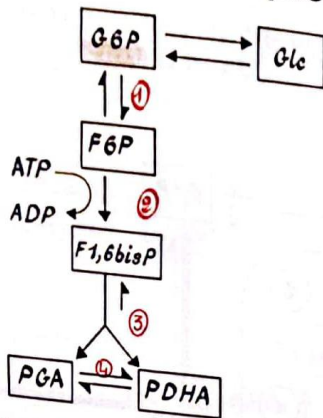 G6P
Glc
①
F6P
ATP
ADP
②
F1,6bisP
③
④
PGA
PDHA